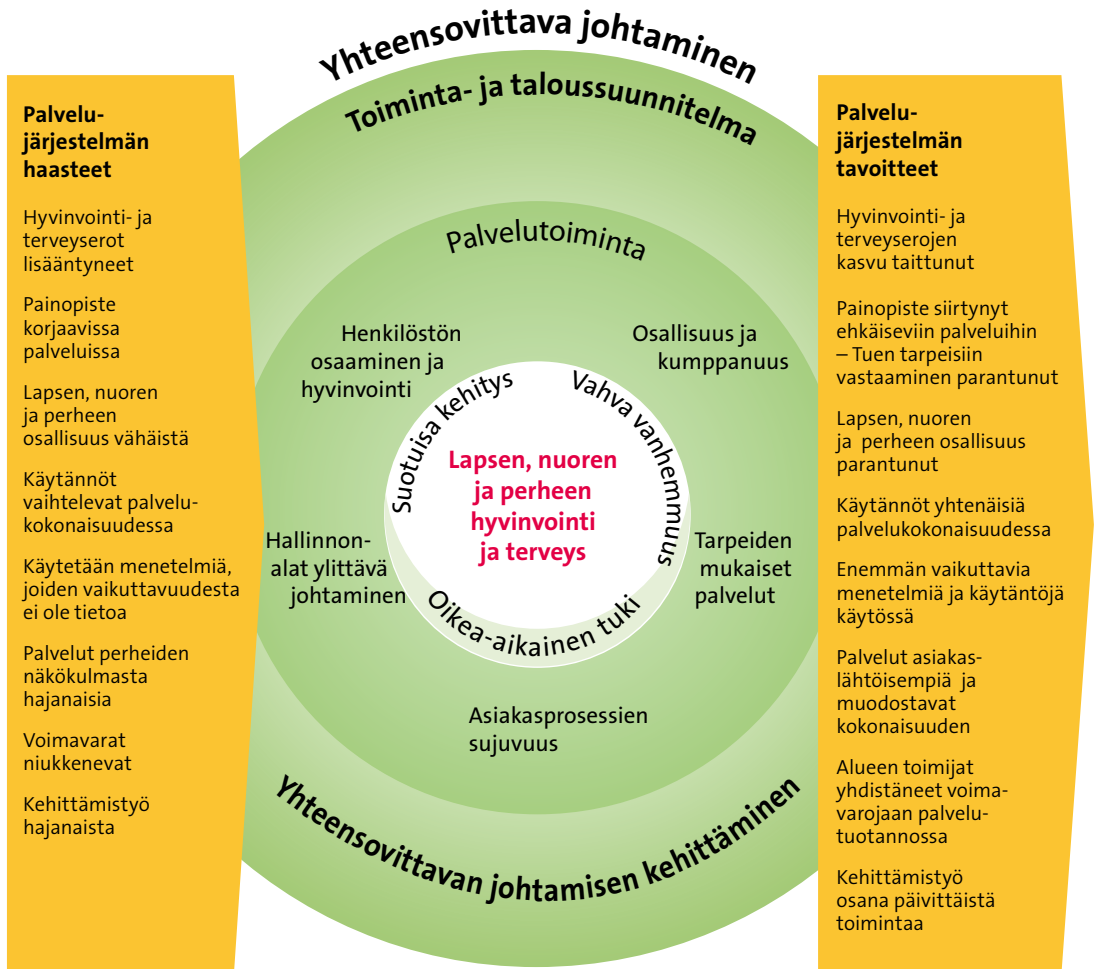 Yhteensovittava johtaminen
Toiminta- ja taloussuunnitelma
Palvelu-
järjestelmän
haasteet
Hyvinvointi- ja
terveyserot
lisääntyneet
Painopiste
korjaavissa
palveluissa
Lapsen, nuoren
ja perheen
osallisuus vähäistä
Käytännöt
vaihtelevat palvelu-
kokonaisuudessa
Käytetään menetelmiä,
joiden vaikuttavuudesta
ei ole tietoa
Palvelut perheiden
näkökulmasta
hajanaisia
Voimavarat
niukkenevat
Kehittämistyö
hajanaista
Palvelutoiminta
Henkilöstön
osaaminen ja
hyvinvointi
Osallisuus ja
kumppanuus
Suotuisa kehitys
Vahva vanhemmuus
Lapsen, nuoren
ja perheen
hyvinvointi
ja terveys
Hallinnon-
alat ylittävä
johtaminen
Tarpeiden
mukaiset
palvelut
Oikea-aikainen tuki
Asiakasprosessien
sujuvuus
Yhteensovittavan johtamisen kehittäminen
Palvelu-
järjestelmän
tavoitteet
Hyvinvointi- ja
terveyserojen
kasvu taittunut
Painopiste siirtynyt
ehkäiseviin palveluihin
– Tuen tarpeisiin
vastaaminen parantunut
Lapsen, nuoren
ja perheen osallisuus
parantunut
Käytännöt yhtenäisiä
palvelukokonaisuudessa
Enemmän vaikuttavia
menetelmiä ja käytäntöjä
käytössä
Palvelut asiakas-
lähtöisempiä ja
muodostavat
kokonaisuuden
Alueen toimijat
yhdistäneet voima-
varojaan palvelu-
tuotannossa
Kehittämistyö
osana päivittäistä
toimintaa